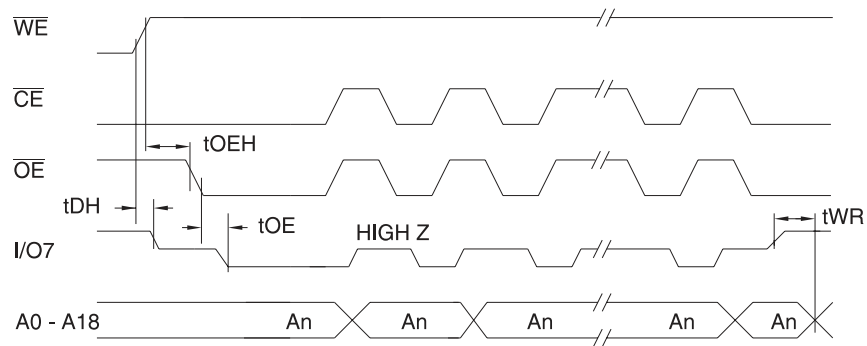 WE
CE
tOEH
OE
tDH
tOE
HIGH Z
tWR
I/O7
A0 - A18 An An An An An